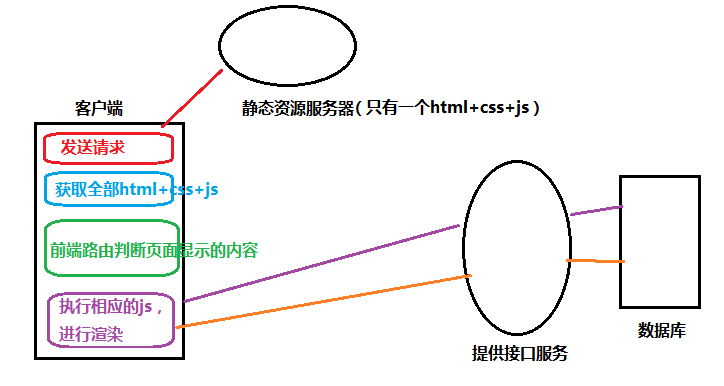 静态资源服务器(只有一个html+css+js)
客户端
发送请求
获取全部html+css+js
前端路由判断页面显示的内容
执行相应的js，
进行渲染
提供接口服务
数据库